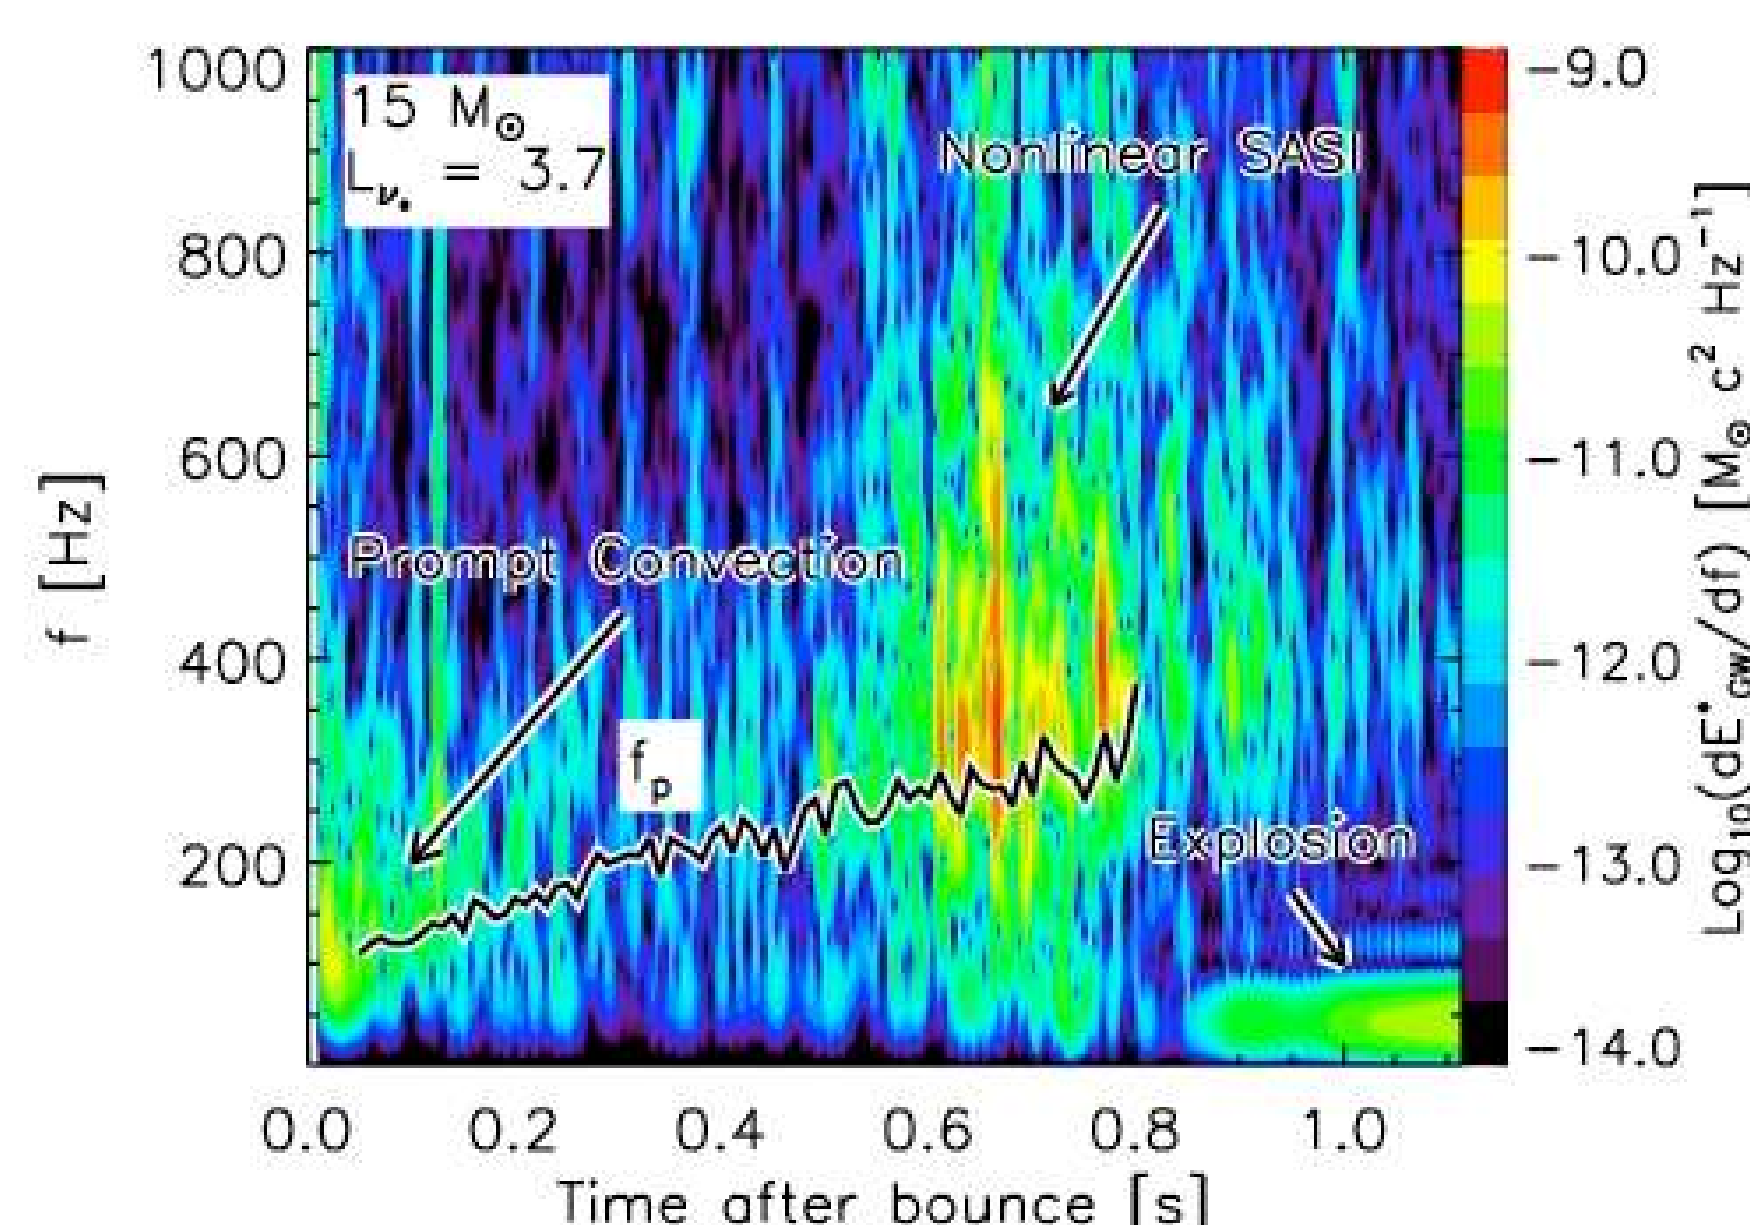 1000
800
600
400
200
f [Hz]
15 M⊙
Lνe = 3.7
Nonlinear SASI
Prompt Convection
fp
Explosion
0.0 0.2 0.4 0.6 0.8 1.0
Time after bounce [s]
−9.0
−10.0
−11.0
−12.0
−13.0
−14.0
Log10(dE*GW/df) [M⊙ c2 Hz−1]